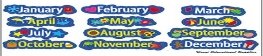 January February March
April May June
July August September
October November December